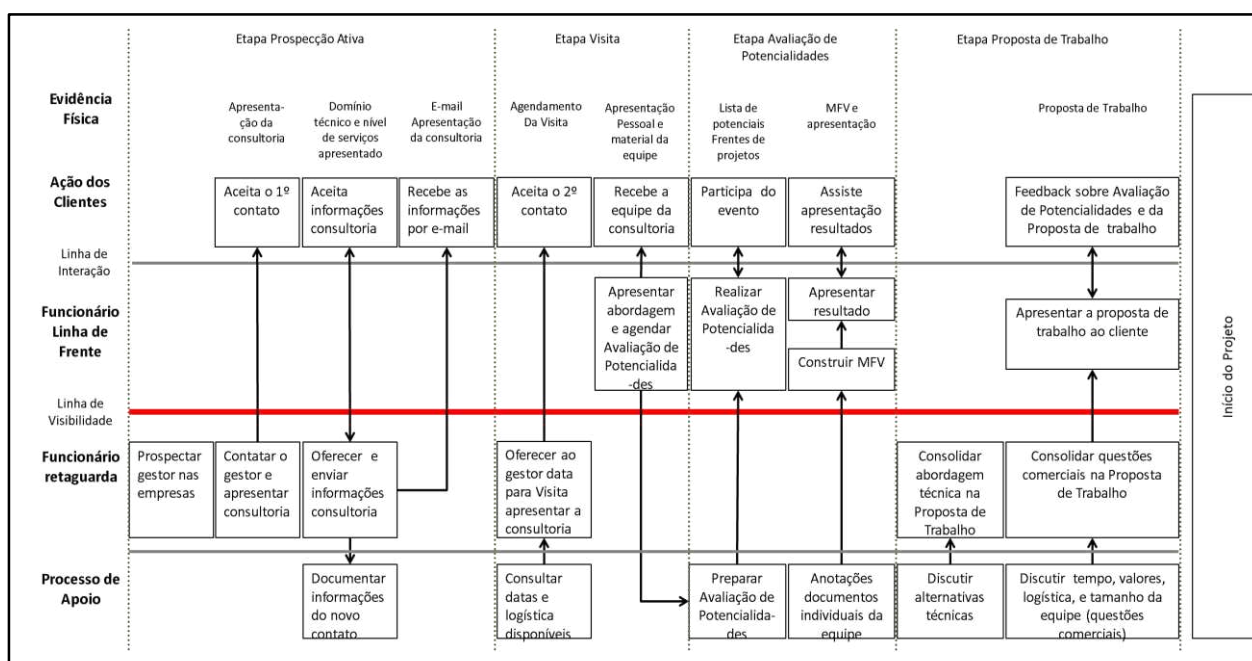 Etapa Prospecção Ativa
Etapa Visita
Etapa Avaliação de
Potencialidades
Etapa Proposta de Trabalho
Evidência
Física
Apresenta-
ção da
consultoria
Domínio
técnico e nível
de serviços
apresentado
E-mail
Apresentação
da consultoria
Agendamento
Da Visita
Apresentação
Pessoal e
material da
equipe
Lista de
potenciais
Frentes de
projetos
MFV e
apresentação
Proposta de Trabalho
Ação dos
Clientes
Aceita o 1º
contato
Aceita
informações
consultoria
Recebe as
informações
por e-mail
Aceita o 2º
contato
Recebe a
equipe da
consultoria
Participa do
evento
Assiste
apresentação
resultados
Feedback sobre Avaliação
de Potencialidades e da
Proposta de trabalho
Linha de
Interação
Funcionário
Linha de
Frente
Apresentar
abordagem
e agendar
Avaliação de
Potencialida
-des
Realizar
Avaliação de
Potencialida
-des
Apresentar
resultado
Construir MFV
Apresentar a proposta de
trabalho ao cliente
Linha de
Visibilidade
Funcionário
retaguarda
Prospectar
gestor nas
empresas
Contatar o
gestor e
apresentar
consultoria
Oferecer e
enviar
informações
consultoria
Oferecer ao
gestor data
para Visita
apresentar a
consultoria
Consolidar
abordagem
técnica na
Proposta de
Trabalho
Consolidar questões
comerciais na Proposta
de Trabalho
Processo de
Apoio
Documentar
informações
do novo
contato
Consultar
datas e
logística
disponíveis
Preparar
Avaliação de
Potencialida-
des
Anotações
documentos
individuais da
equipe
Discutir
alternativas
técnicas
Discutir tempo, valores,
logística, e tamanho da
equipe (questões
comerciais)
Início do Projeto